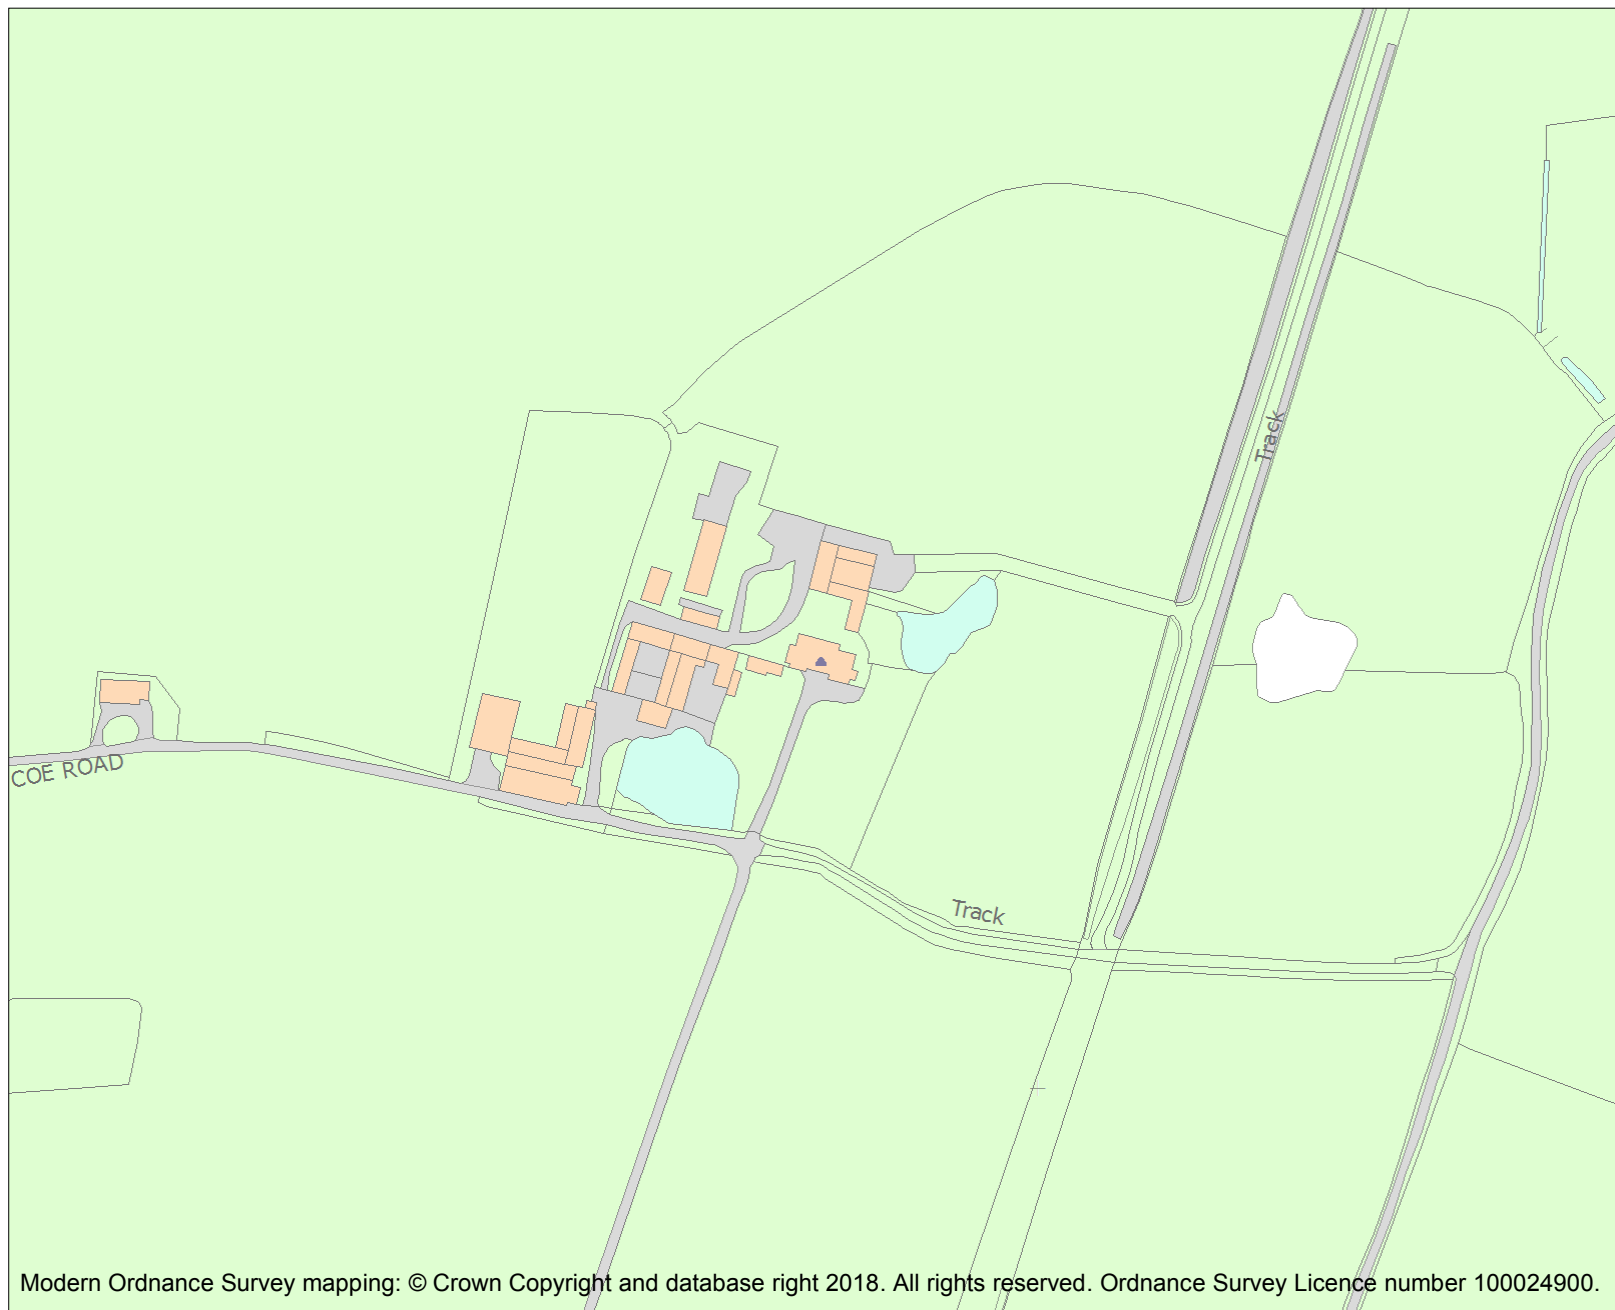 Track
COE ROAD
Track
Modern Ordnance Survey mapping: © Crown Copyright and database right 2018. All rights reserved. Ordnance Survey Licence number 100024900.